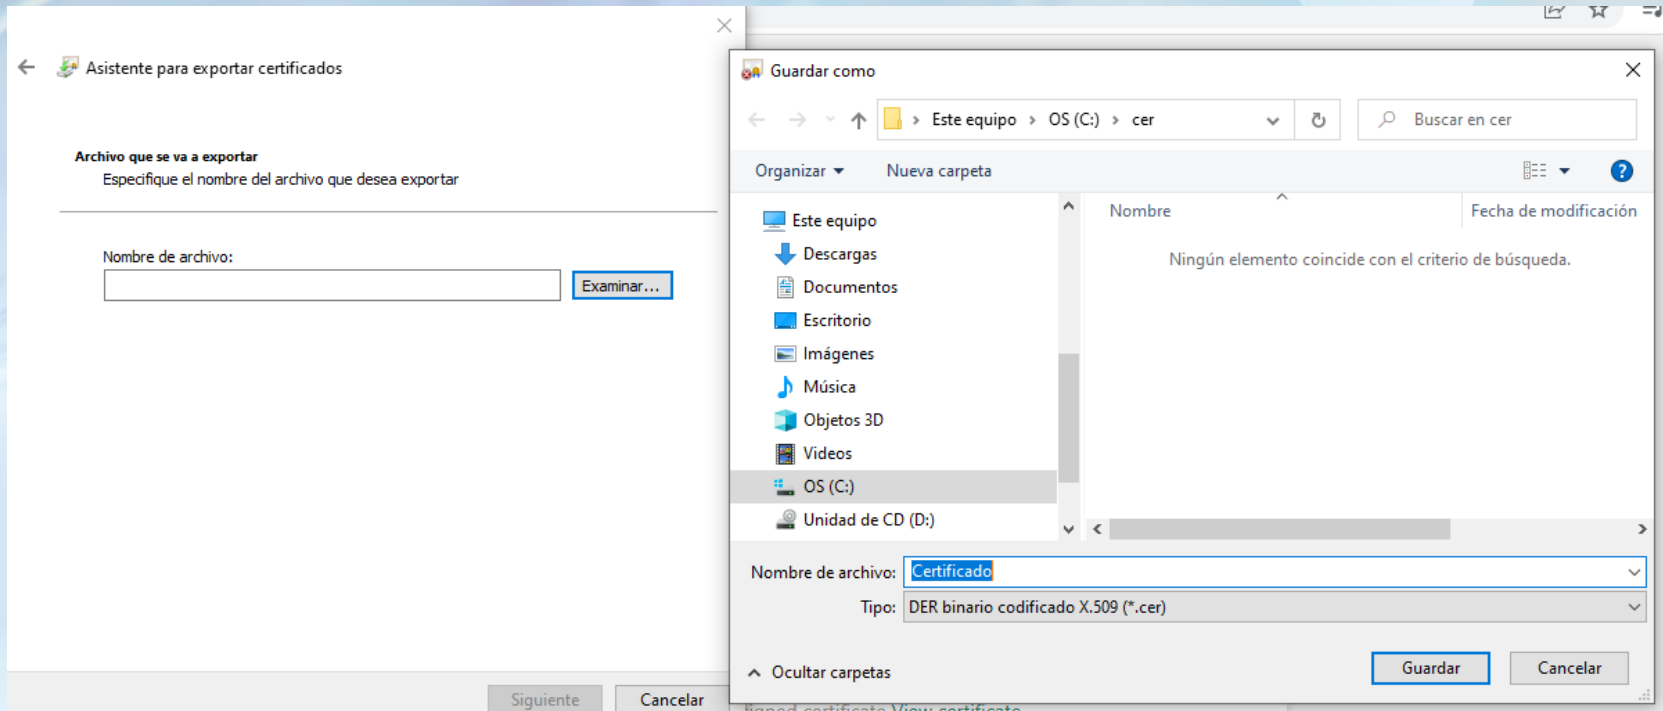 Asistente para exportar certificados
Archivo que se va a exportar
Especifique el nombre del archivo que desea exportar
Nombre de archivo:
Examinar...
Siguiente
Cancelar
Guardar como
Este equipo > OS (C:) > cer
Buscar en cer
Organizar
Nueva carpeta
Este equipo
Descargas
Documentos
Escritorio
Imágenes
Música
Objetos 3D
Videos
OS (C:)
Unidad de CD (D:)
Nombre
Fecha de modificación
Ningún elemento coincide con el criterio de búsqueda.
Nombre de archivo: Certificado
Tipo: DER binario codificado X.509 (*.cer)
Ocultar carpetas
Guardar
Cancelar
certificate View certificate